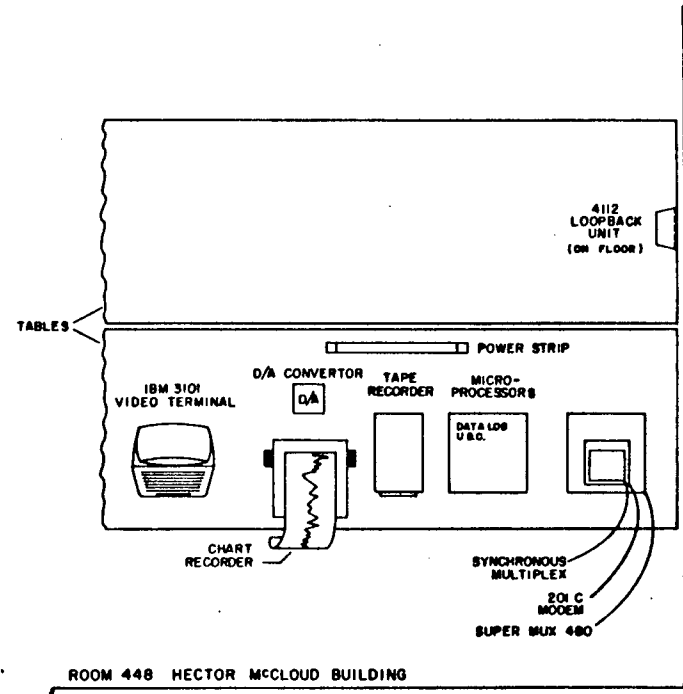 4112
LOOPBACK
UNIT
(ON FLOOR)
TABLES
POWER STRIP
D/A CONVERTOR
D/A
TAPE
RECORDER
MICRO-
PROCESSORS
IBM 3101
VIDEO TERMINAL
DATA LOG
U.B.C.
CHART
RECORDER
SYNCHRONOUS
MULTIPLEX
201 C
MODEM
SUPER MUX 480
ROOM 448 HECTOR McCLOUD BUILDING